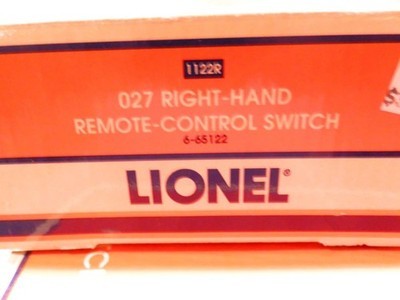 1122R
027 RIGHT-HAND
REMOTE-CONTROL SWITCH
6-65122
LIONEL®